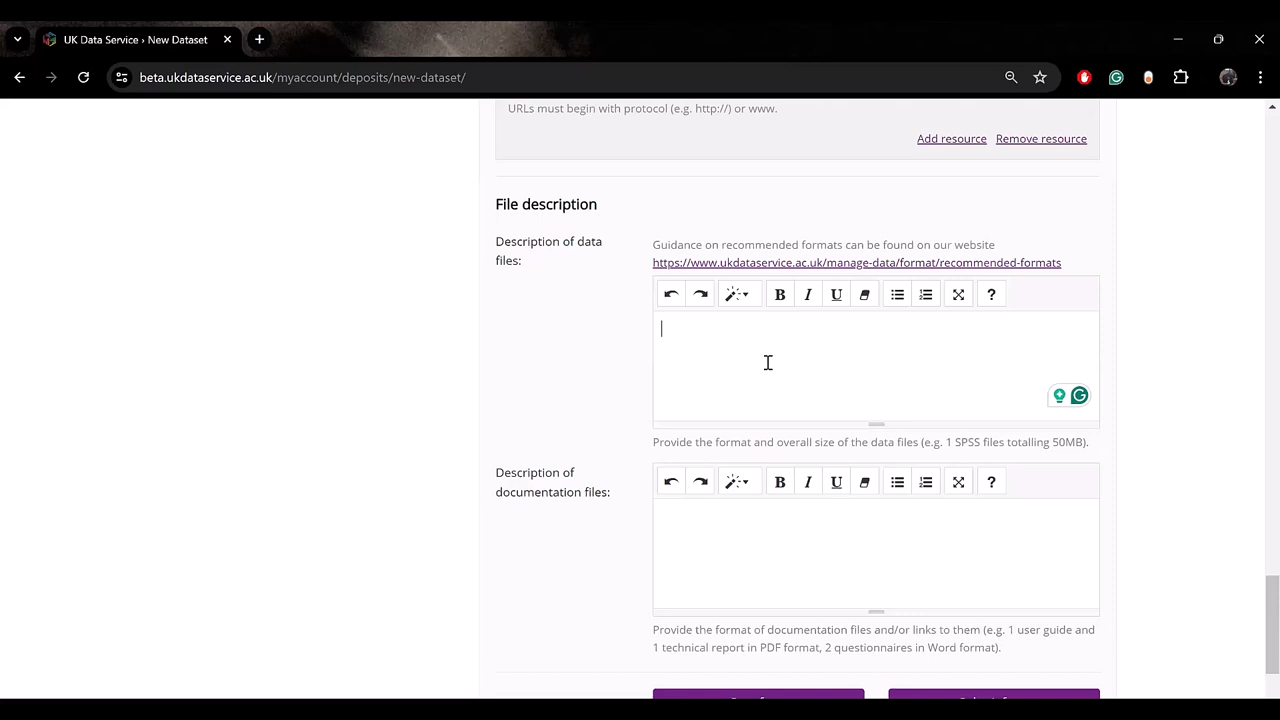 UK Data Service › New Dataset
beta.ukdataservice.ac.uk/myaccount/deposits/new-dataset/
URLs must begin with protocol (e.g. http://) or www.
Add resource Remove resource
File description
Description of data
files:
Guidance on recommended formats can be found on our website
https://www.ukdataservice.ac.uk/manage-data/format/recommended-formats
B I U ?
Provide the format and overall size of the data files (e.g. 1 SPSS files totalling 50MB).
Description of
documentation files:
B I U ?
Provide the format of documentation files and/or links to them (e.g. 1 user guide and
1 technical report in PDF format, 2 questionnaires in Word format).